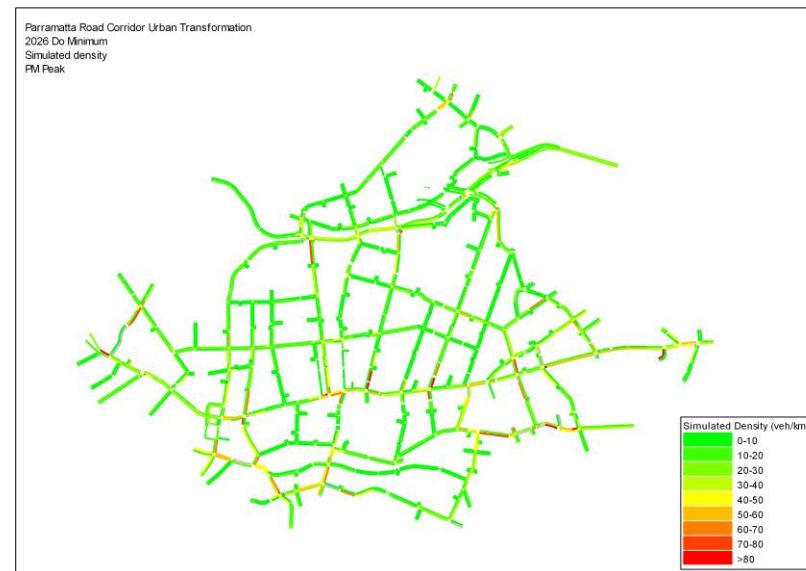 Parramatta Road Corridor Urban Transformation
2026 Do Minimum
Simulated density
PM Peak
Simulated Density (veh/km
0-10
10-20
20-30
30-40
40-50
50-60
60-70
70-80
>80